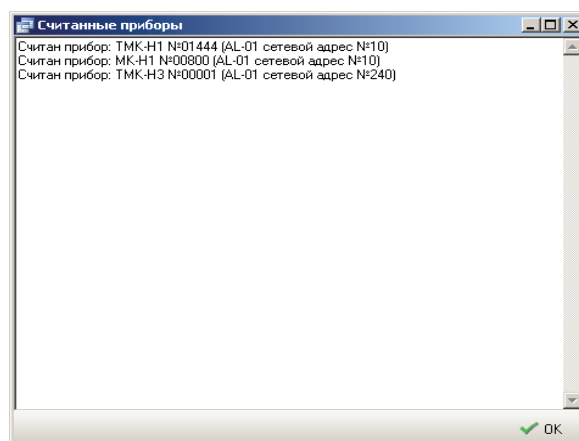 Считанные приборы
Считан прибор: ТМК-Н1 №01444 (AL-01 сетевой адрес №10)
Считан прибор: МК-Н1 №00800 (AL-01 сетевой адрес №10)
Считан прибор: ТМК-Н3 №00001 (AL-01 сетевой адрес №240)
OK